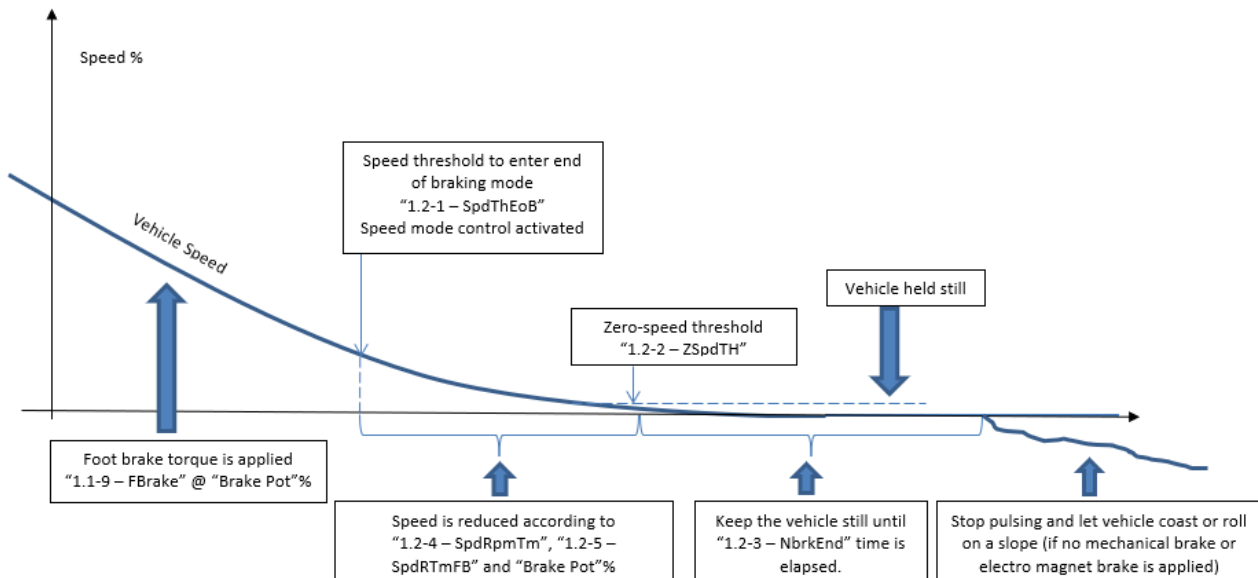 Speed %
Speed threshold to enter end
of braking mode
“1.2-1 – SpdThEoB”
Speed mode control activated
Vehicle Speed
Vehicle held still
Zero-speed threshold
“1.2-2 – ZSpdTH”
Foot brake torque is applied
“1.1-9 – FBrake” @ “Brake Pot”%
Speed is reduced according to
“1.2-4 – SpdRpmTm”, “1.2-5 –
SpdRTmFB” and “Brake Pot”%
Keep the vehicle still until
“1.2-3 – NbrkEnd” time is
elapsed.
Stop pulsing and let vehicle coast or roll
on a slope (if no mechanical brake or
electro magnet brake is applied)